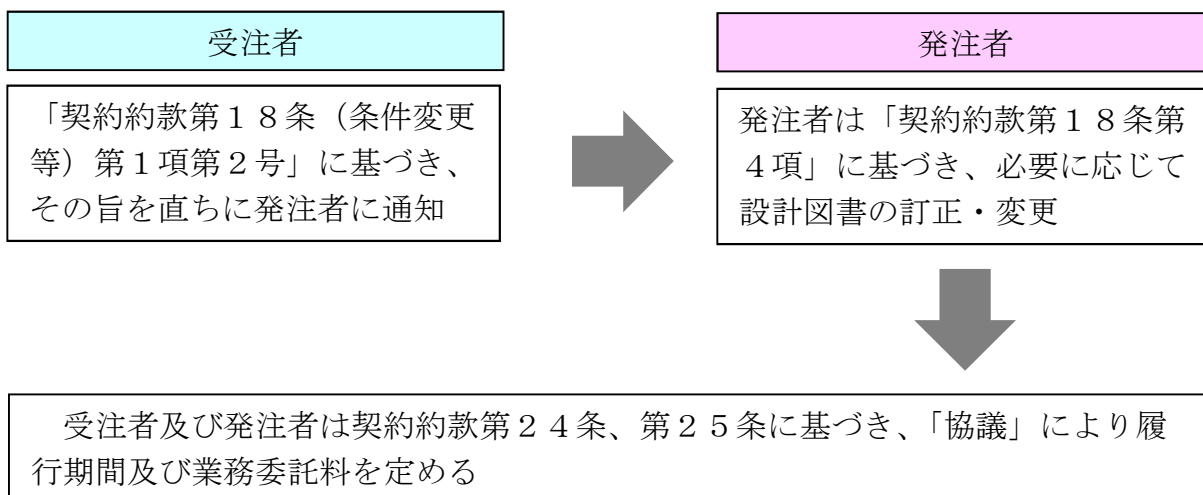 受注者
「契約約款第１８条（条件変更
等）第１項第２号」に基づき、
その旨を直ちに発注者に通知
発注者
発注者は「契約約款第１８条第
４項」に基づき、必要に応じて
設計図書の訂正・変更
受注者及び発注者は契約約款第２４条、第２５条に基づき、「協議」により履
行期間及び業務委託料を定める